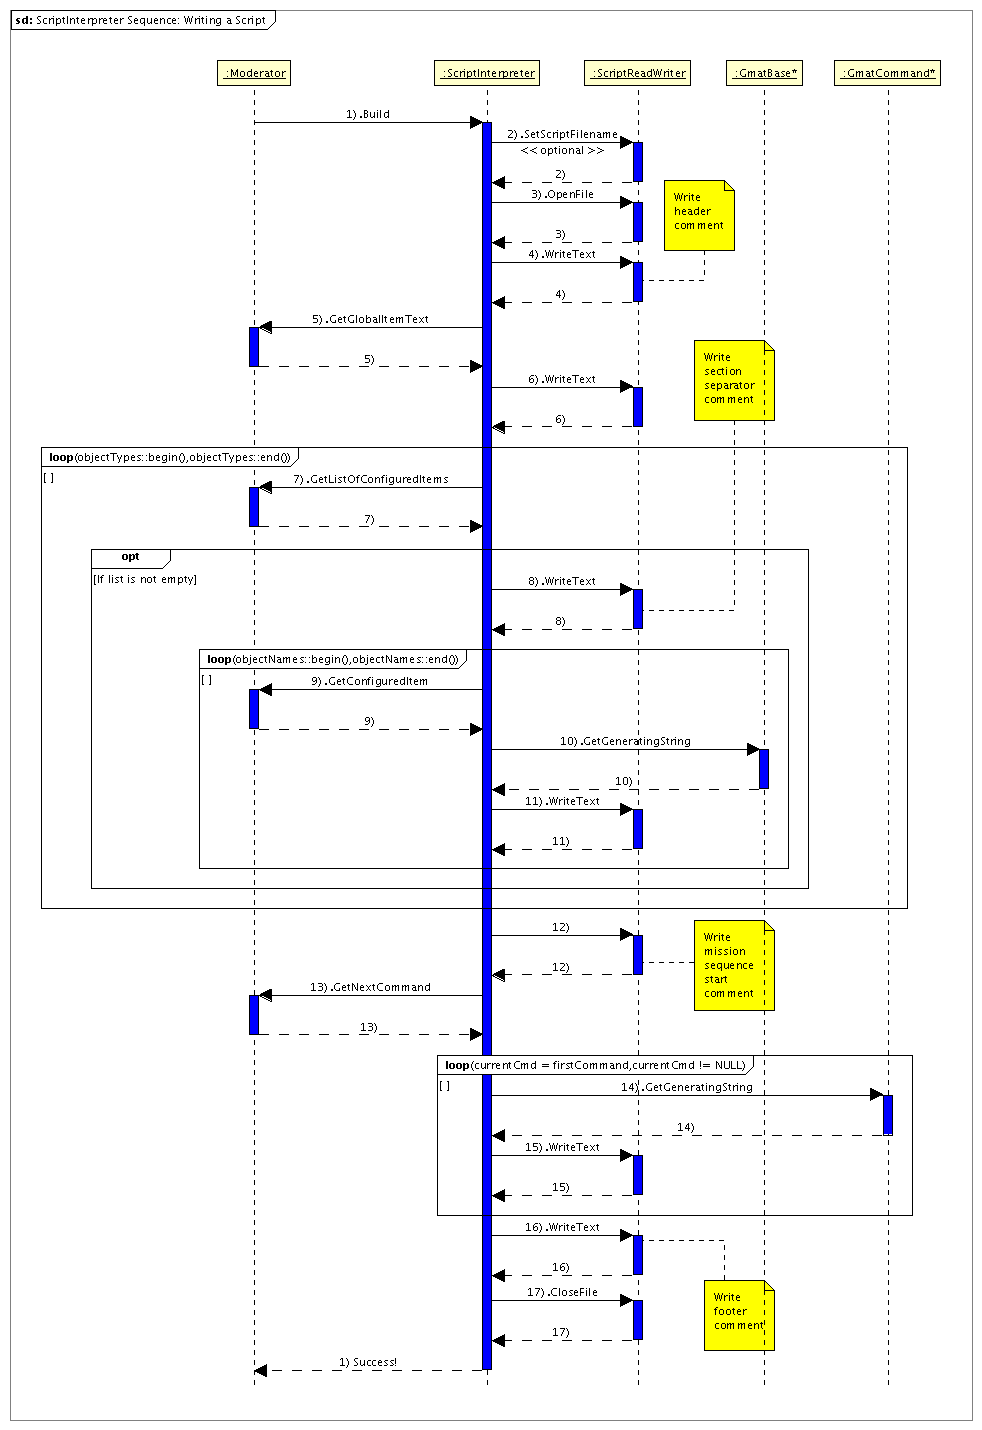 sd: ScriptInterpreter Sequence: Writing a Script
:Moderator
:ScriptInterpreter
:ScriptReadWriter
:GmatBase*
:GmatCommand*
1).Build
2).SetScriptFilename
<< optional >>
2)
3).OpenFile
Write
header
comment
3)
4).WriteText
4)
5).GetGlobalItemText
5)
Write
section
separator
comment
6).WriteText
6)
loop(objectTypes::begin(),objectTypes::end())
[ ]
7).GetListOfConfiguredItems
7)
opt
[If list is not empty]
8).WriteText
8)
loop(objectNames::begin(),objectNames::end())
[ ]
9).GetConfiguredItem
9)
10).GetGeneratingString
10)
11).WriteText
11)
12)
Write
mission
sequence
start
comment
12)
13).GetNextCommand
13)
loop(currentCmd = firstCommand,currentCmd != NULL)
[ ]
14).GetGeneratingString
14)
15).WriteText
15)
16).WriteText
16)
17).CloseFile
Write
footer
comment
17)
1) Success!